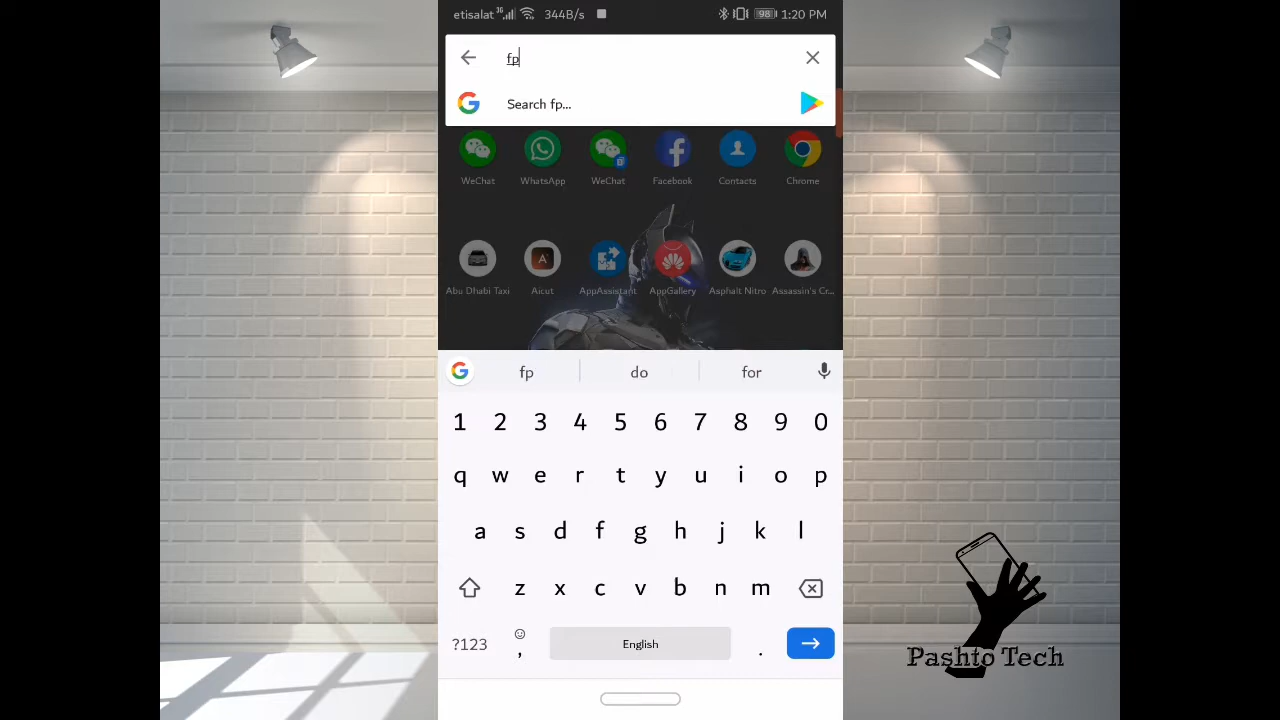 etisalat 3G 344B/s 98 1:20 PM
fp
Search fp...
WeChat WhatsApp WeChat Facebook Contacts Chrome
Abu Dhabi Taxi Aicut AppAssistant AppGallery Asphalt Nitro Assassin's Cr...
fp do for
1 2 3 4 5 6 7 8 9 0
q w e r t y u i o p
a s d f g h j k l
z x c v b n m
?123 , English .
Pashto Tech